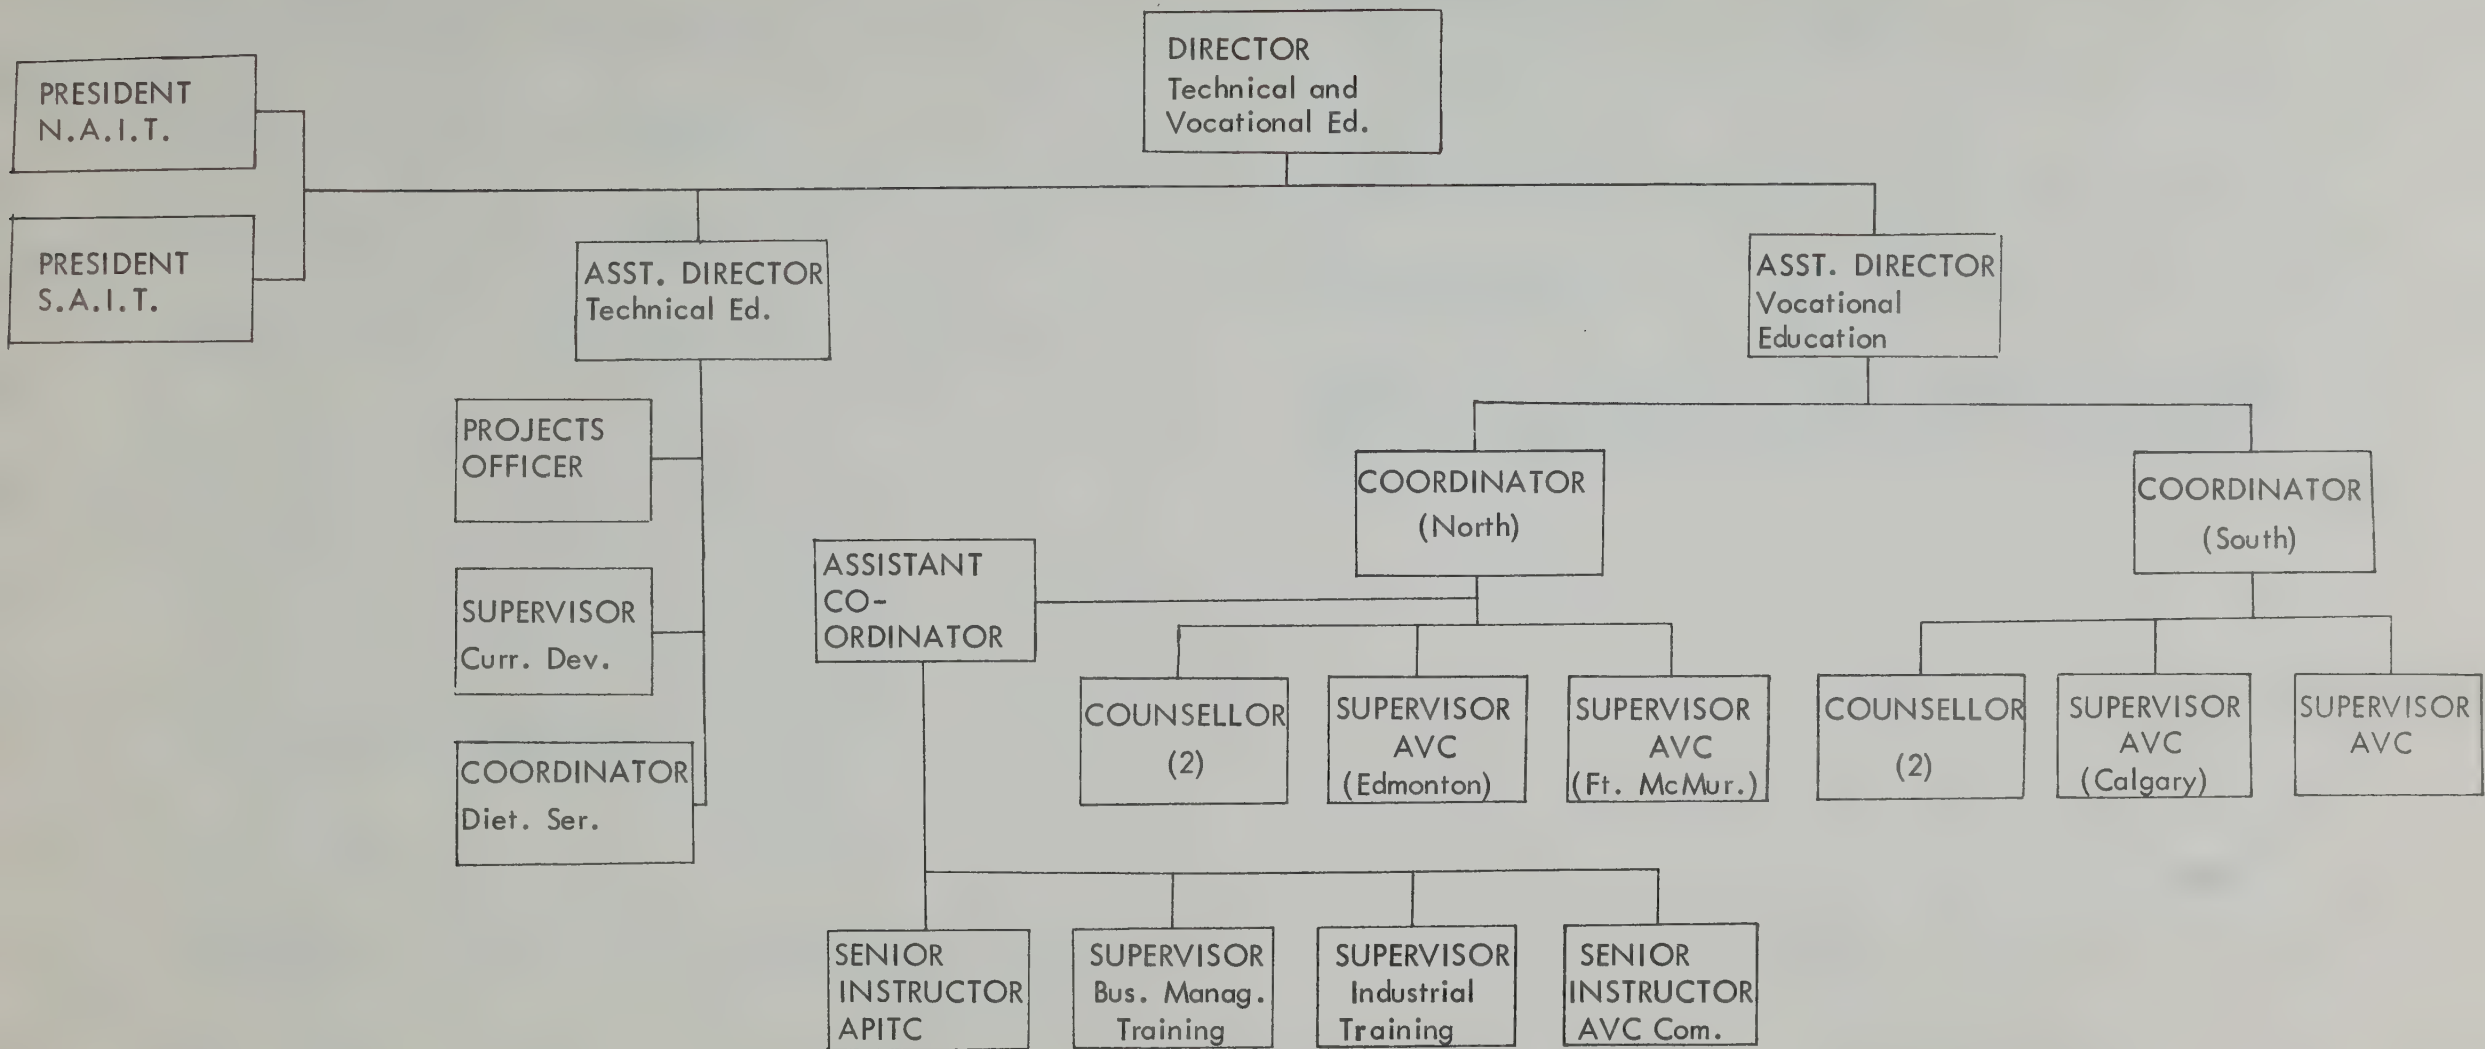 DIRECTOR
Technical and
Vocational Ed.
PRESIDENT
N.A.I.T.
PRESIDENT
S.A.I.T.
ASST. DIRECTOR
Technical Ed.
ASST. DIRECTOR
Vocational
Education
PROJECTS
OFFICER
SUPERVISOR
Curr. Dev.
COORDINATOR
Diet. Ser.
COORDINATOR
(North)
COORDINATOR
(South)
ASSISTANT
CO-
ORDINATOR
COUNSELLOR
(2)
SUPERVISOR
AVC
(Edmonton)
SUPERVISOR
AVC
(Ft. McMur.)
COUNSELLOR
(2)
SUPERVISOR
AVC
(Calgary)
SUPERVISOR
AVC
SENIOR
INSTRUCTOR
APITC
SUPERVISOR
Bus. Manag.
Training
SUPERVISOR
Industrial
Training
SENIOR
INSTRUCTOR
AVC Com.